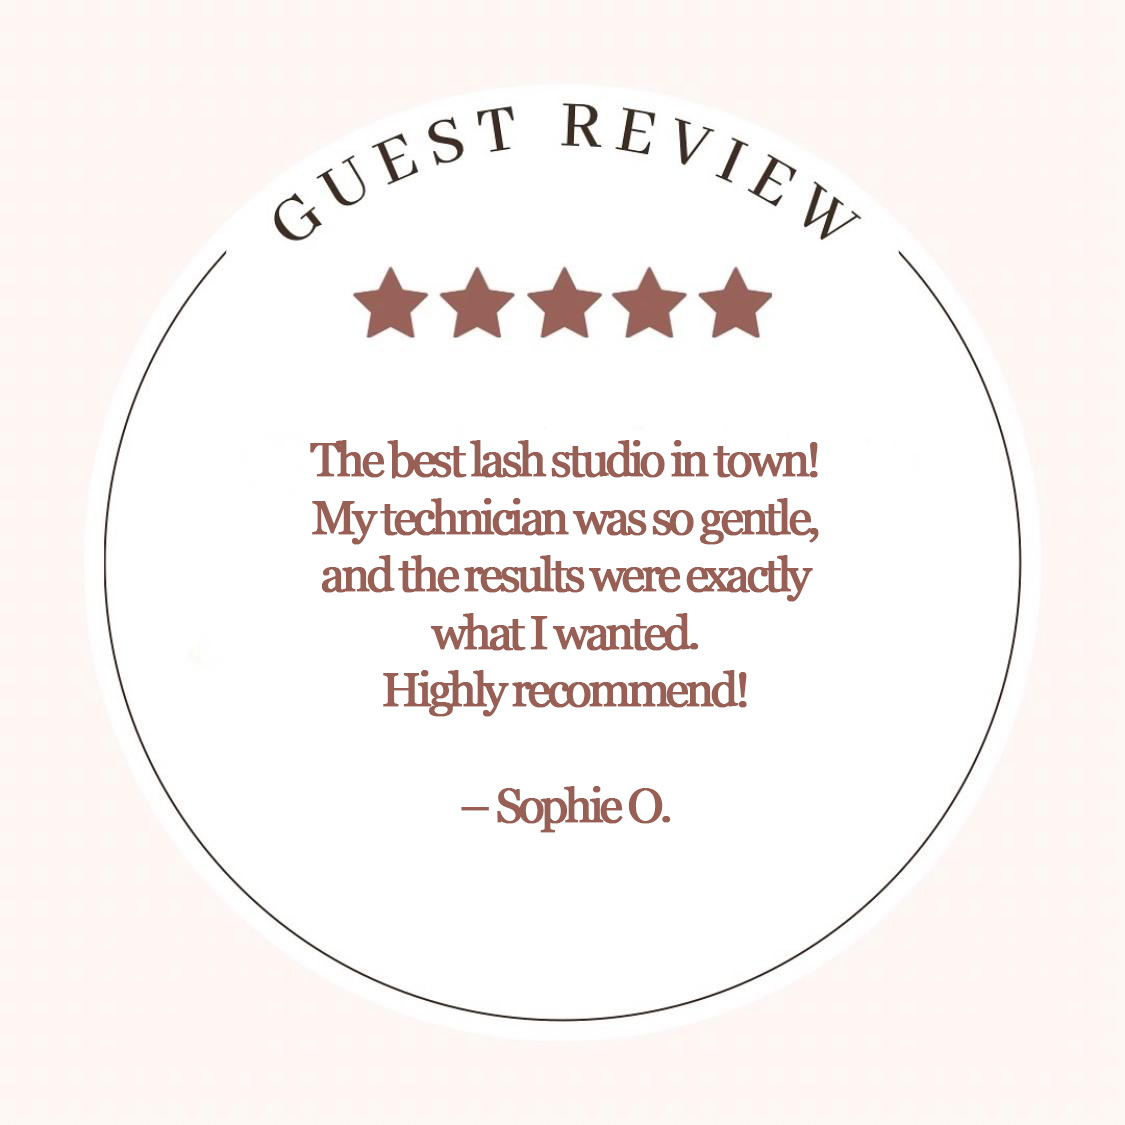 GUEST REVIEW
The best lash studio in town!
My technician was so gentle,
and the results were exactly
what I wanted.
Highly recommend!
– Sophie O.